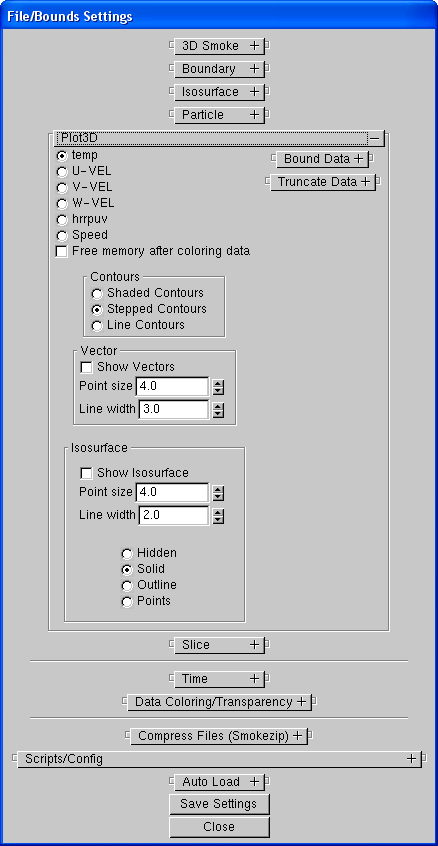 File/Bounds Settings
3D Smoke +
Boundary +
Isosurface +
Particle +
Plot3D −
temp
Bound Data +
U-VEL
Truncate Data +
V-VEL
W-VEL
hrrpuv
Speed
Free memory after coloring data
Contours
Shaded Contours
Stepped Contours
Line Contours
Vector
Show Vectors
Point size 4.0
Line width 3.0
Isosurface
Show Isosurface
Point size 4.0
Line width 2.0
Hidden
Solid
Outline
Points
Slice +
Time +
Data Coloring/Transparency +
Compress Files (Smokezip) +
Scripts/Config +
Auto Load +
Save Settings
Close